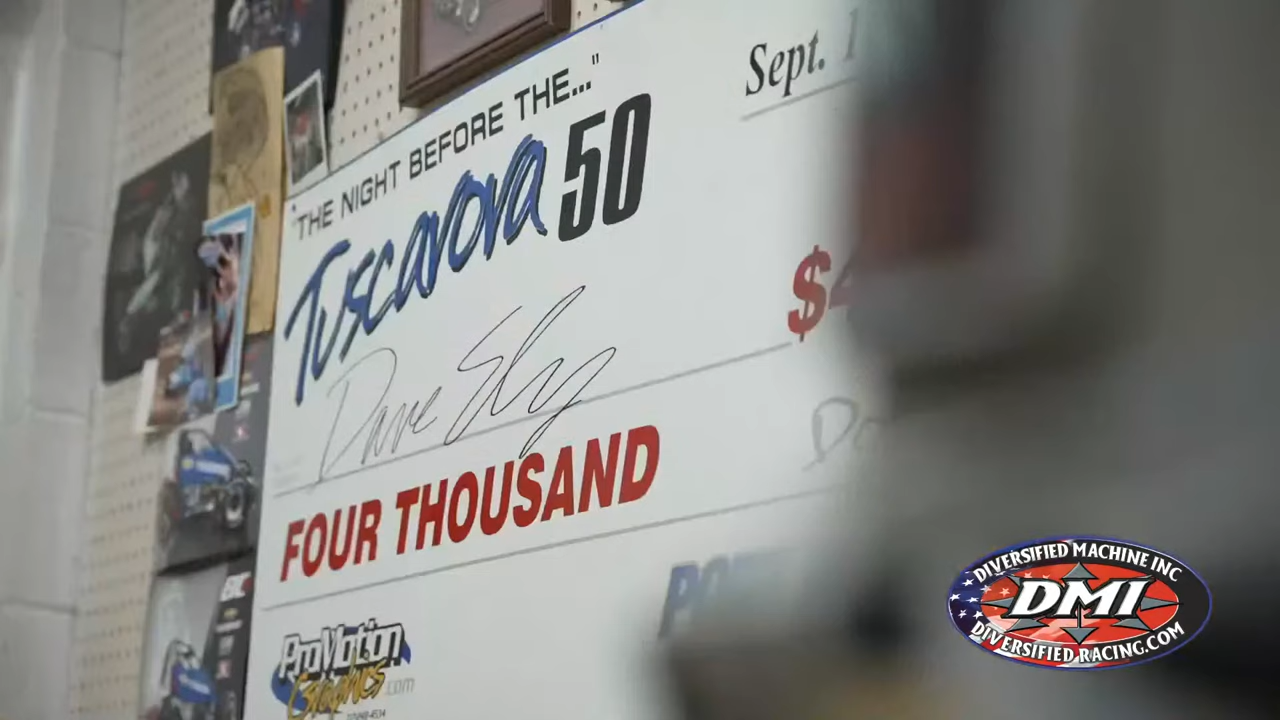 "THE NIGHT BEFORE THE..."
Tuscarora 50
Sept. 1
$4
Dave Sly
FOUR THOUSAND
ProMotion
Graphics.com
DIVERSIFIED MACHINE INC
DMI
DIVERSIFIED RACING.COM